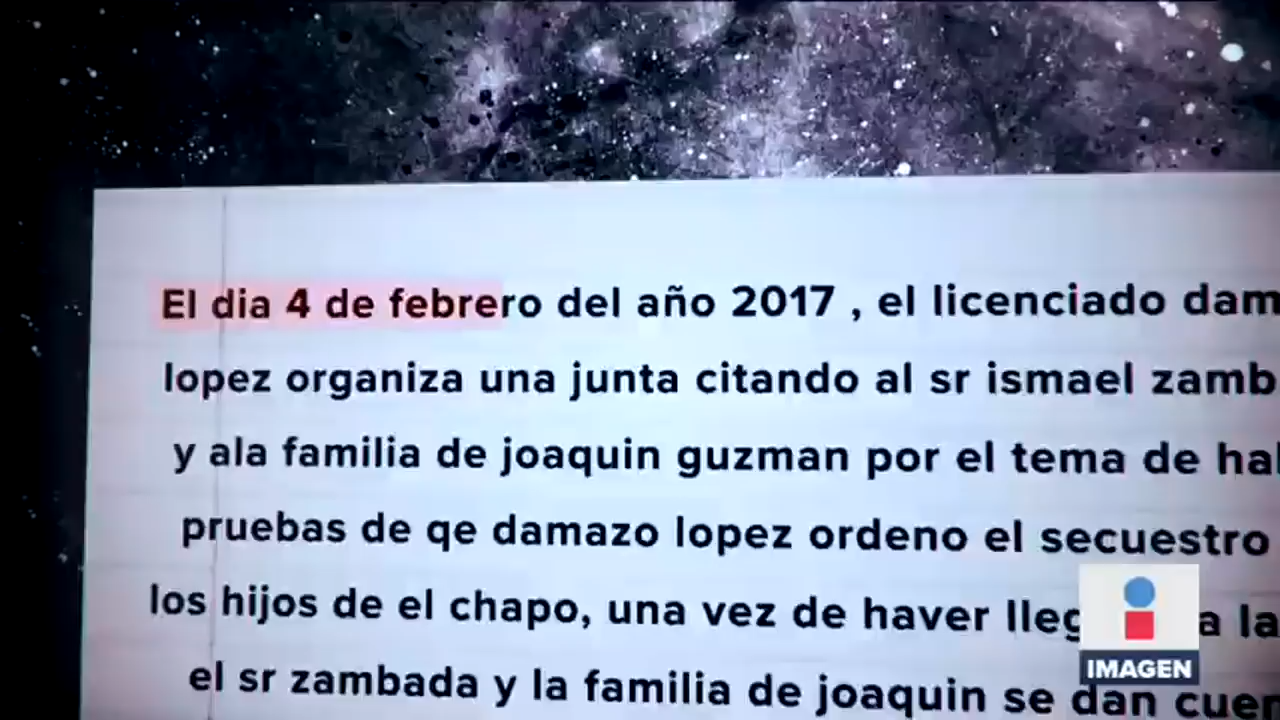 El dia 4 de febrero del año 2017 , el licenciado dam
lopez organiza una junta citando al sr ismael zamb
y ala familia de joaquin guzman por el tema de ha
pruebas de qe damazo lopez ordeno el secuestro
los hijos de el chapo, una vez de haver lleg a la
el sr zambada y la familia de joaquin se dan cuen
IMAGEN